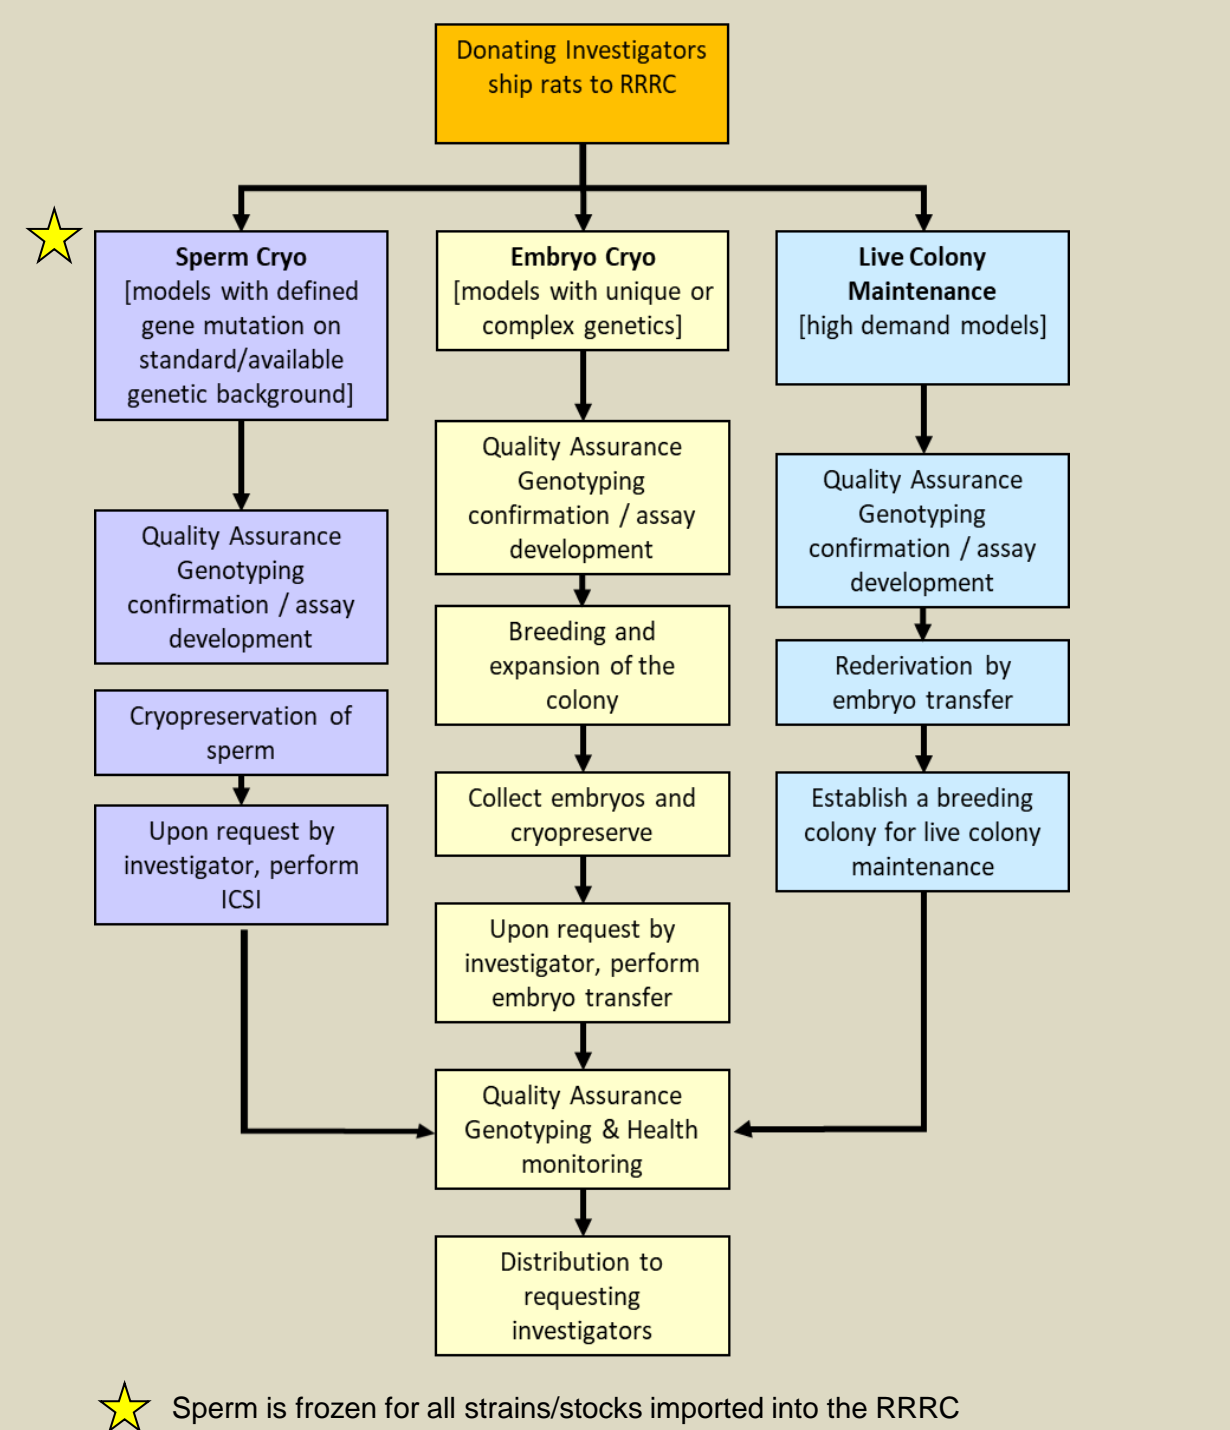 Donating Investigators
ship rats to RRRC
Sperm Cryo
[models with defined
gene mutation on
standard/available
genetic background]
Quality Assurance
Genotyping
confirmation / assay
development
Cryopreservation of
sperm
Upon request by
investigator, perform
ICSI
Embryo Cryo
[models with unique or
complex genetics]
Quality Assurance
Genotyping
confirmation / assay
development
Breeding and
expansion of the
colony
Collect embryos and
cryopreserve
Upon request by
investigator, perform
embryo transfer
Live Colony
Maintenance
[high demand models]
Quality Assurance
Genotyping
confirmation / assay
development
Rederivation by
embryo transfer
Establish a breeding
colony for live colony
maintenance
Quality Assurance
Genotyping & Health
monitoring
Distribution to
requesting
investigators
Sperm is frozen for all strains/stocks imported into the RRRC